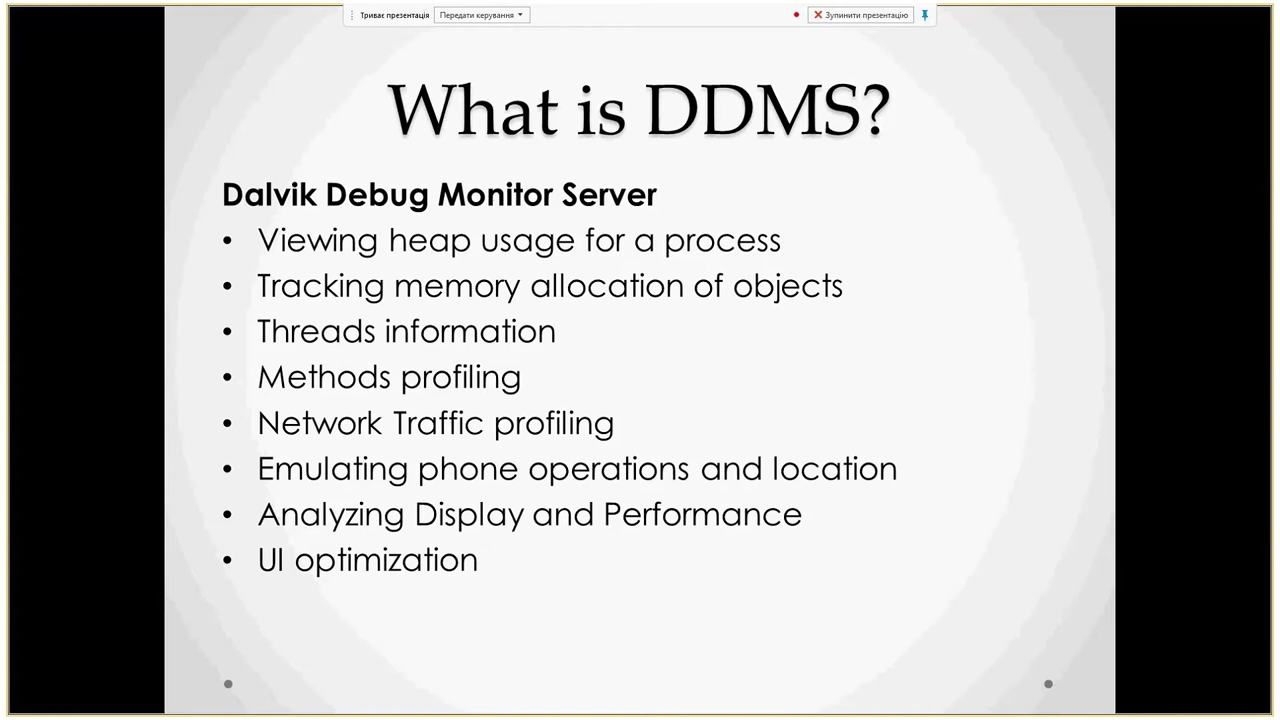 Триває презентація Передати керування Зупинити презентацію
What is DDMS?
Dalvik Debug Monitor Server
• Viewing heap usage for a process
• Tracking memory allocation of objects
• Threads information
• Methods profiling
• Network Traffic profiling
• Emulating phone operations and location
• Analyzing Display and Performance
• UI optimization